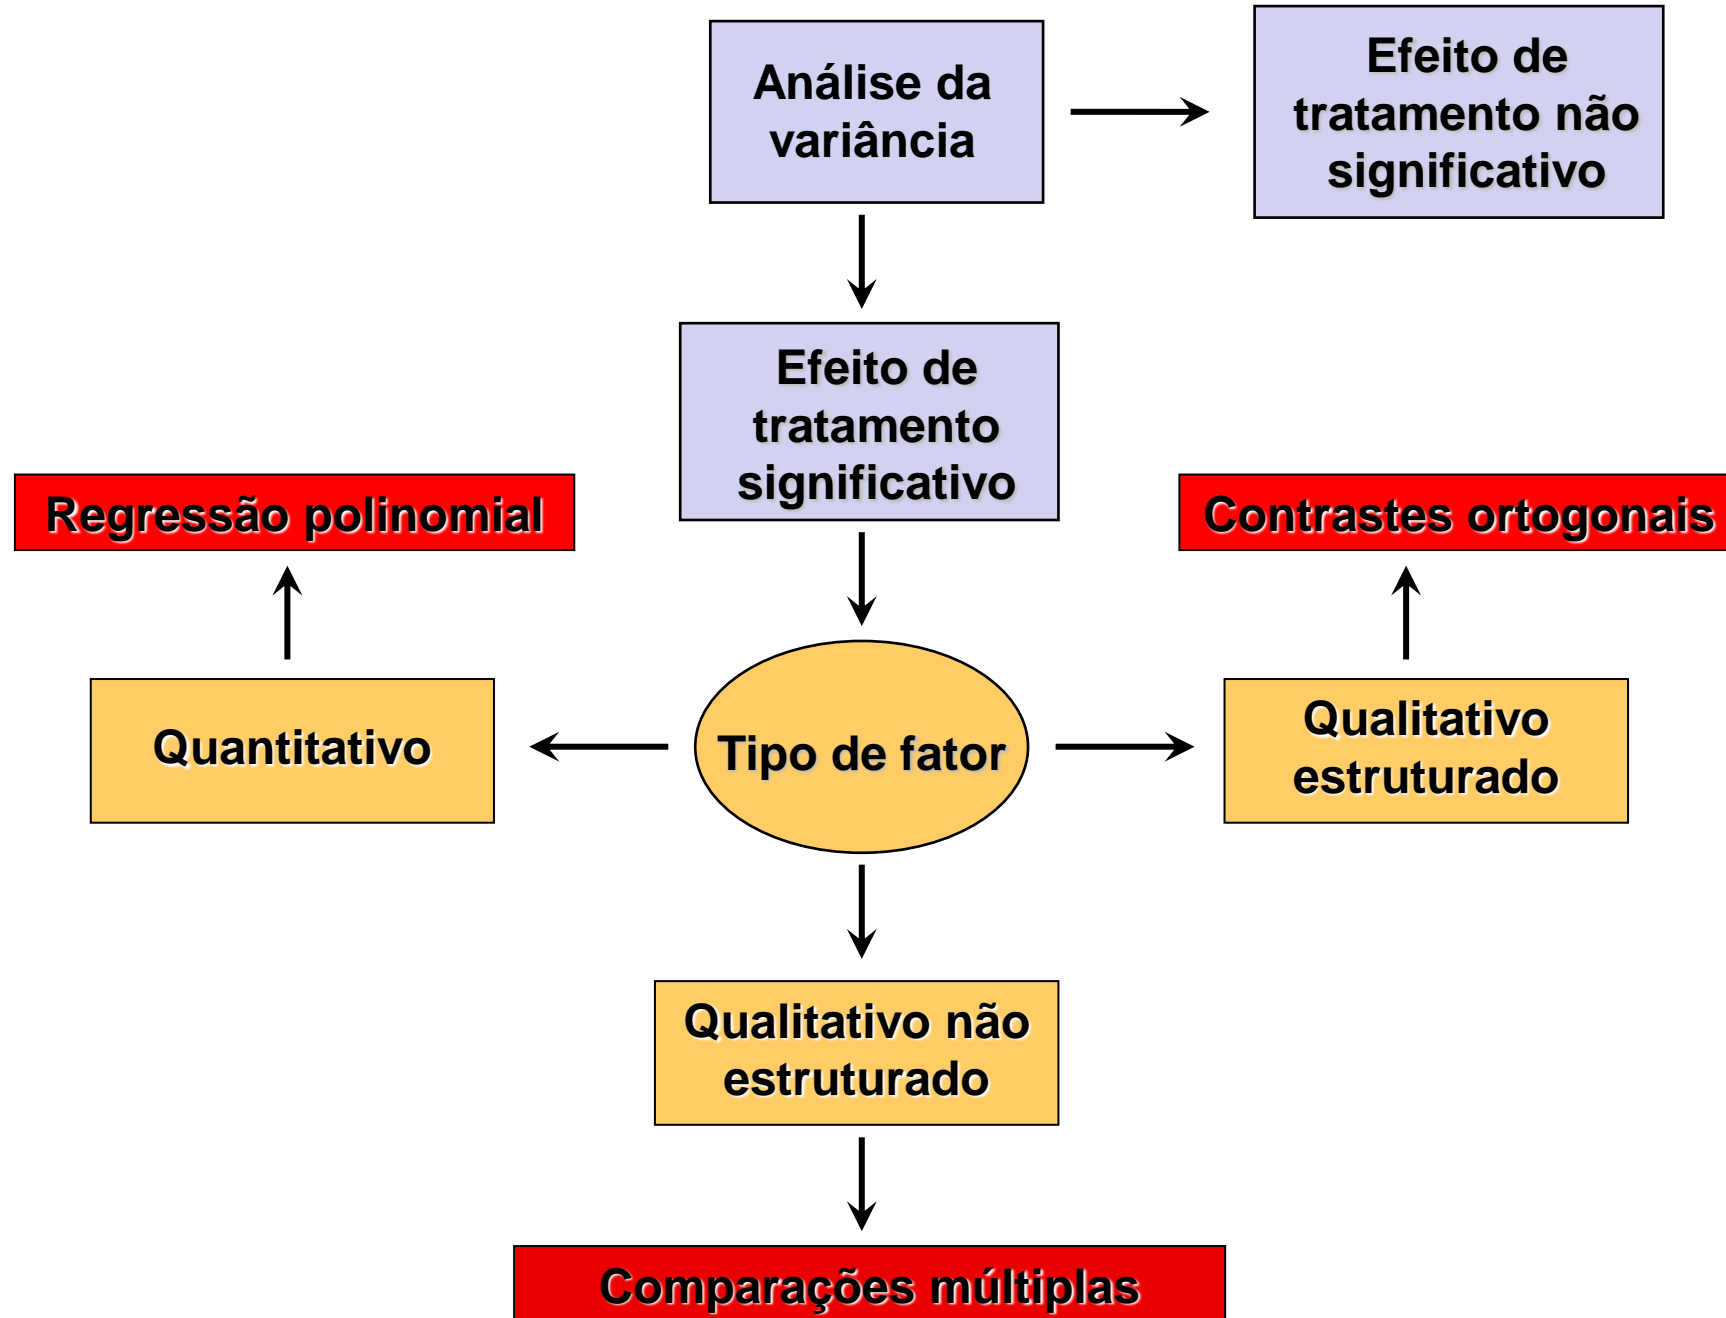 Análise da
variância
Efeito de
tratamento não
significativo
Efeito de
tratamento
significativo
Regressão polinomial
Contrastes ortogonais
Quantitativo
Tipo de fator
Qualitativo
estruturado
Qualitativo não
estruturado
Comparações múltiplas